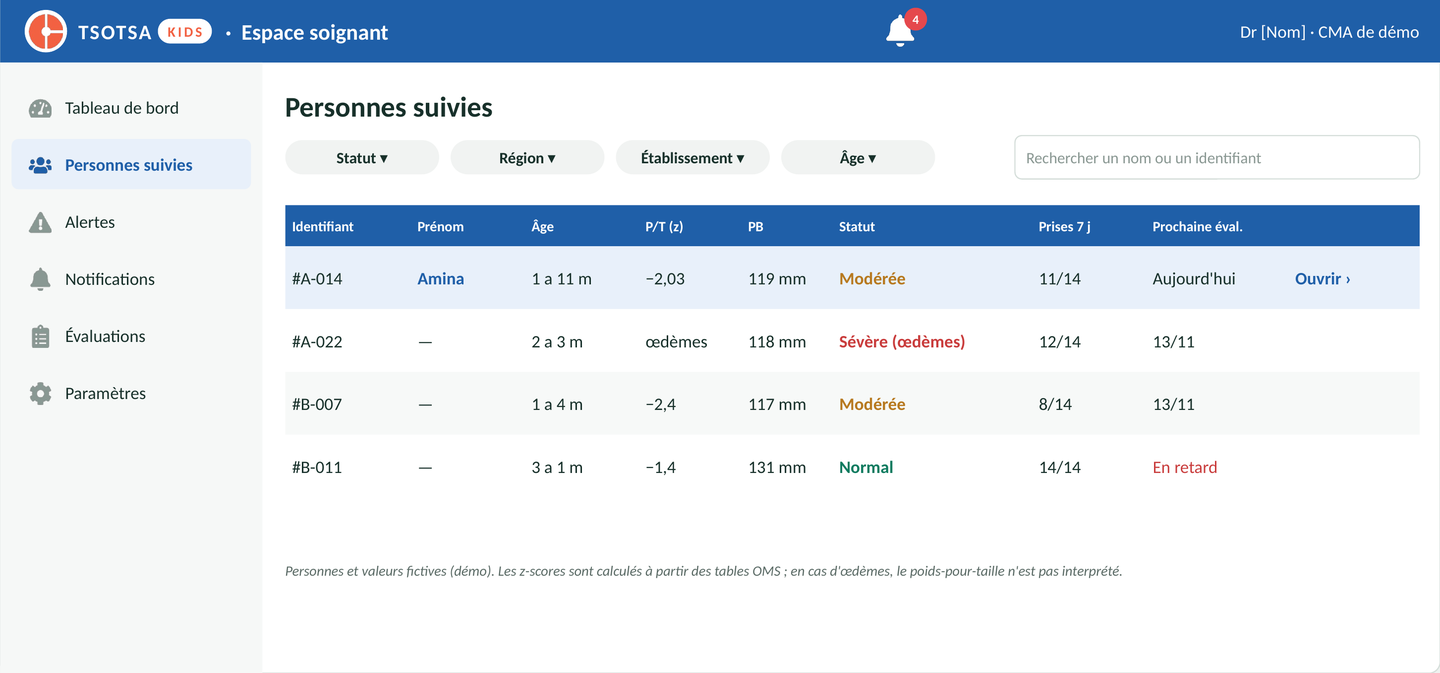 TSOTSA KIDS · Espace soignant
4
Dr [Nom] · CMA de démo
Tableau de bord
Personnes suivies
Alertes
Notifications
Évaluations
Paramètres
Personnes suivies
Statut ▾ Région ▾ Établissement ▾ Âge ▾
Rechercher un nom ou un identifiant
Identifiant Prénom Âge P/T (z) PB Statut Prises 7 j Prochaine éval.
#A-014 Amina 1 a 11 m −2,03 119 mm Modérée 11/14 Aujourd'hui Ouvrir ›
#A-022 — 2 a 3 m œdèmes 118 mm Sévère (œdèmes) 12/14 13/11
#B-007 — 1 a 4 m −2,4 117 mm Modérée 8/14 13/11
#B-011 — 3 a 1 m −1,4 131 mm Normal 14/14 En retard
Personnes et valeurs fictives (démo). Les z-scores sont calculés à partir des tables OMS ; en cas d'œdèmes, le poids-pour-taille n'est pas interprété.